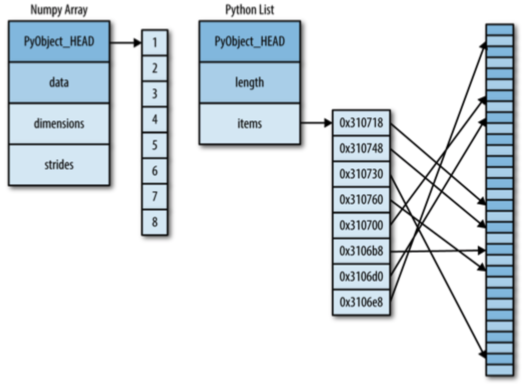 Numpy Array
PyObject_HEAD
data
dimensions
strides
1
2
3
4
5
6
7
8
Python List
PyObject_HEAD
length
items
0x310718
0x310748
0x310730
0x310760
0x310700
0x3106b8
0x3106d0
0x3106e8